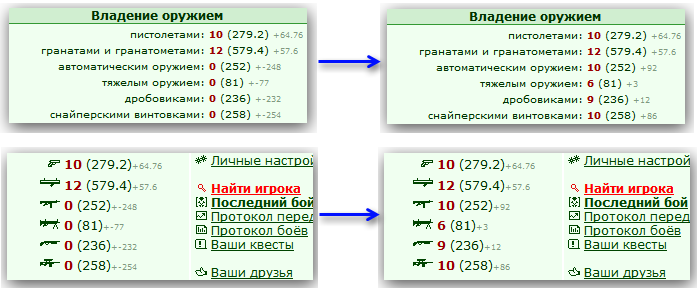 Владение оружием
пистолетами: 10 (279.2) +64.76
гранатами и гранатометами: 12 (579.4) +57.6
автоматическим оружием: 0 (252) +-248
тяжелым оружием: 0 (81) +-77
дробовиками: 0 (236) +-232
снайперскими винтовками: 0 (258) +-254
Владение оружием
пистолетами: 10 (279.2) +64.76
гранатами и гранатометами: 12 (579.4) +57.6
автоматическим оружием: 10 (252) +92
тяжелым оружием: 6 (81) +3
дробовиками: 9 (236) +12
снайперскими винтовками: 10 (258) +86
10 (279.2)+64.76
12 (579.4)+57.6
0 (252)+-248
0 (81)+-77
0 (236)+-232
0 (258)+-254
Личные настрой
Найти игрока
Последний бой
Протокол перед
Протокол боёв
Ваши квесты
Ваши друзья
10 (279.2)+64.76
12 (579.4)+57.6
10 (252)+92
6 (81)+3
9 (236)+12
10 (258)+86
Личные настрой
Найти игрока
Последний бой
Протокол пере
Протокол боёв
Ваши квесты
Ваши друзья